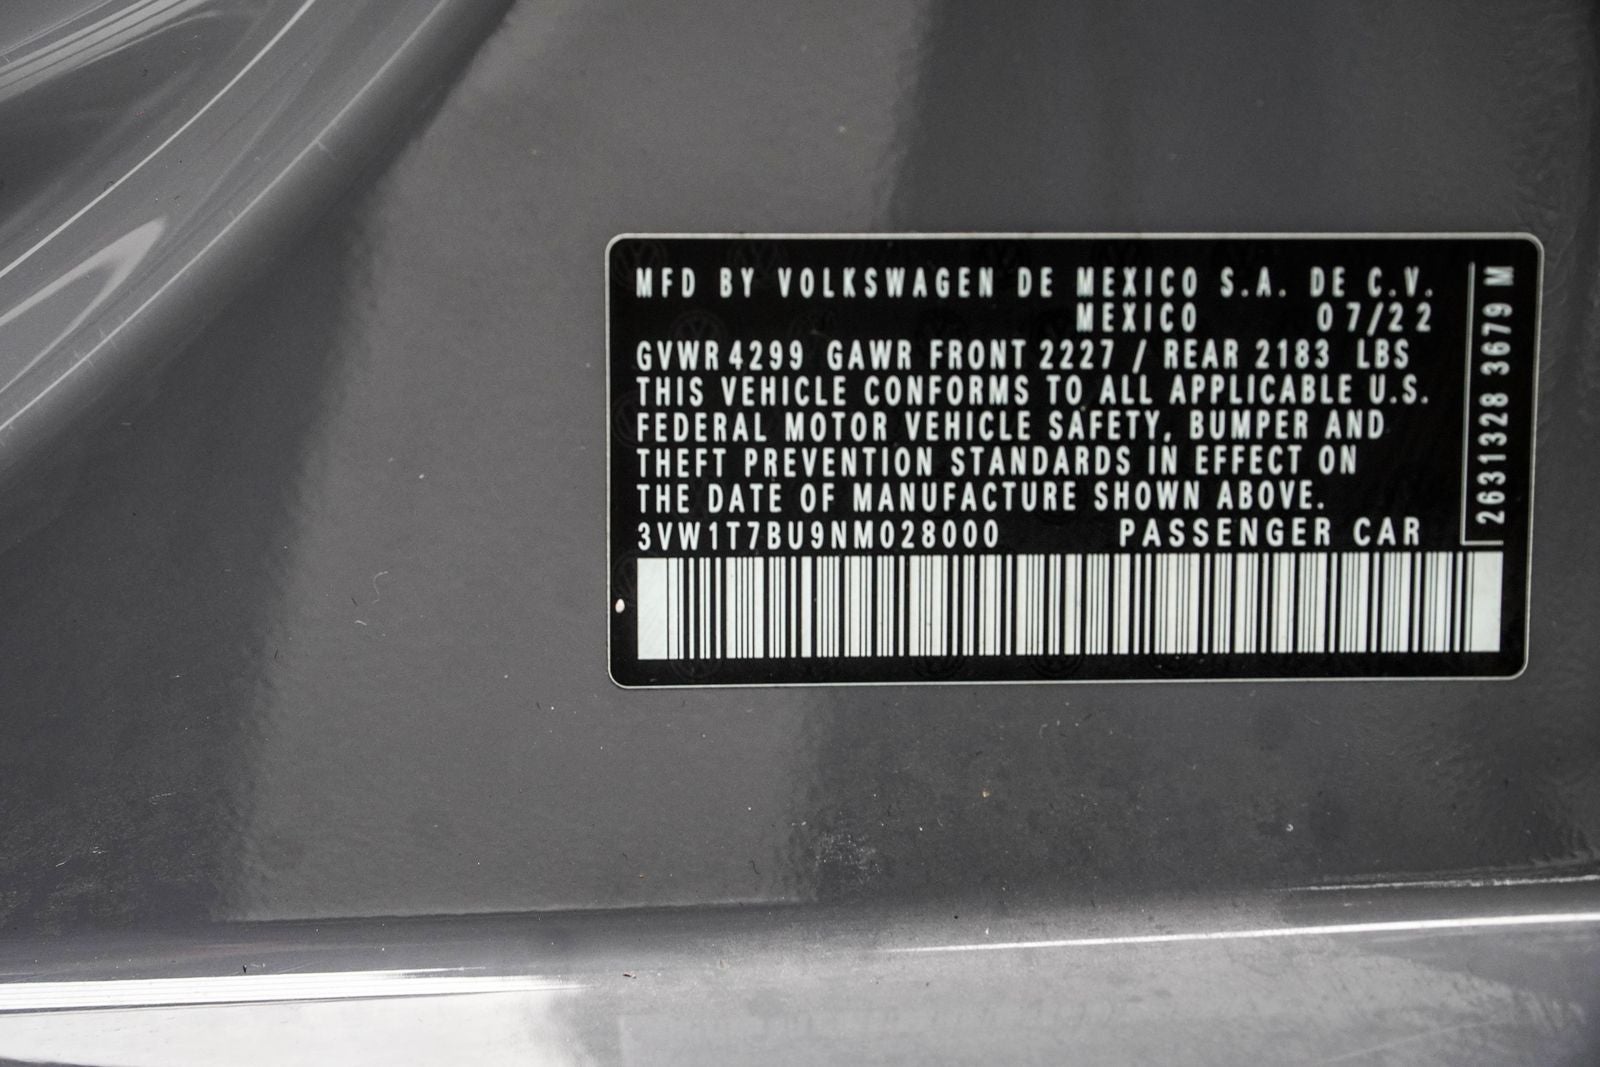 MFD BY VOLKSWAGEN DE MEXICO S.A. DE C.V.
MEXICO 07/22
GVWR 4299 GAWR FRONT 2227 / REAR 2183 LBS
THIS VEHICLE CONFORMS TO ALL APPLICABLE U.S.
FEDERAL MOTOR VEHICLE SAFETY, BUMPER AND
THEFT PREVENTION STANDARDS IN EFFECT ON
THE DATE OF MANUFACTURE SHOWN ABOVE.
3VW1T7BU9NM028000 PASSENGER CAR
2631328 3679 M